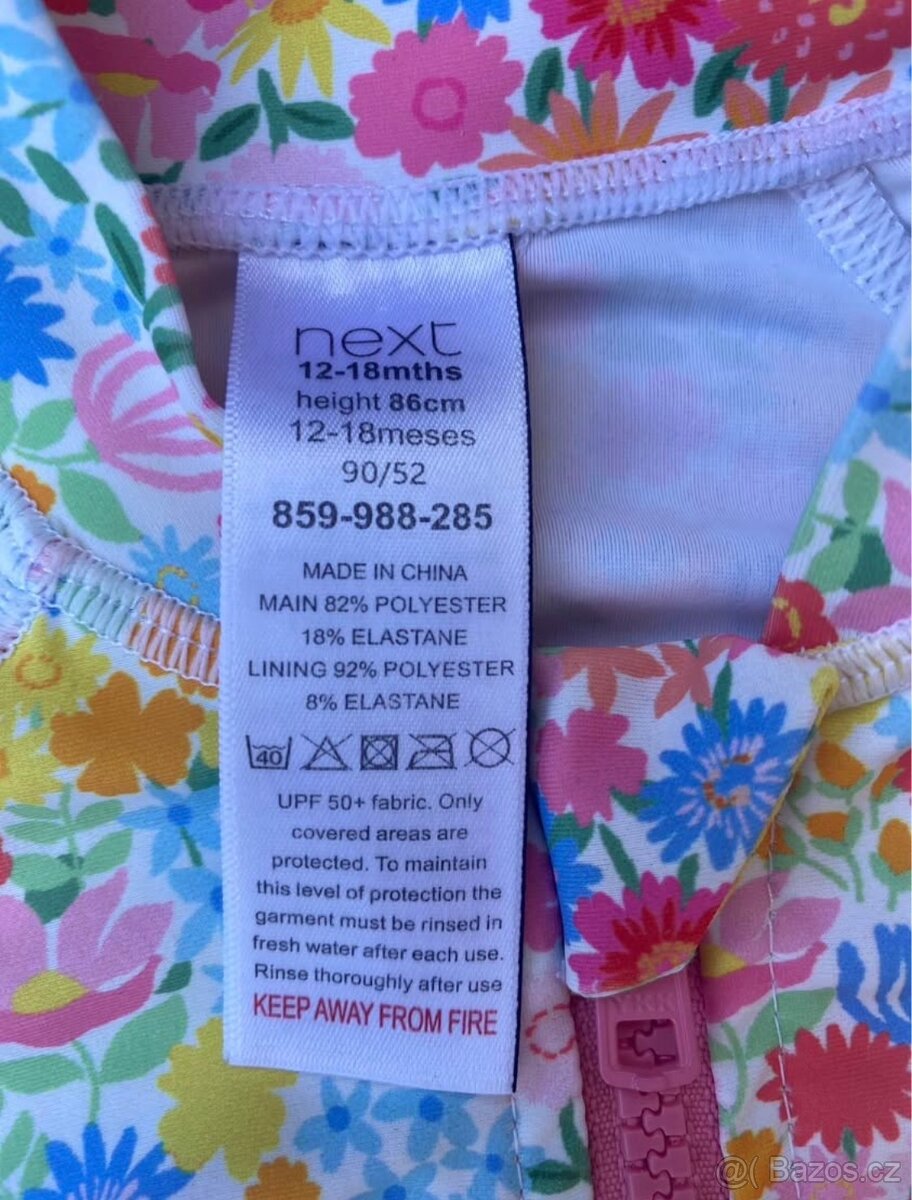 next
12-18mths
height 86cm
12-18meses
90/52
859-988-285
MADE IN CHINA
MAIN 82% POLYESTER
18% ELASTANE
LINING 92% POLYESTER
8% ELASTANE
40
UPF 50+ fabric. Only
covered areas are
protected. To maintain
this level of protection the
garment must be rinsed in
fresh water after each use.
Rinse thoroughly after use
KEEP AWAY FROM FIRE
YKK
@( Bazos.cz